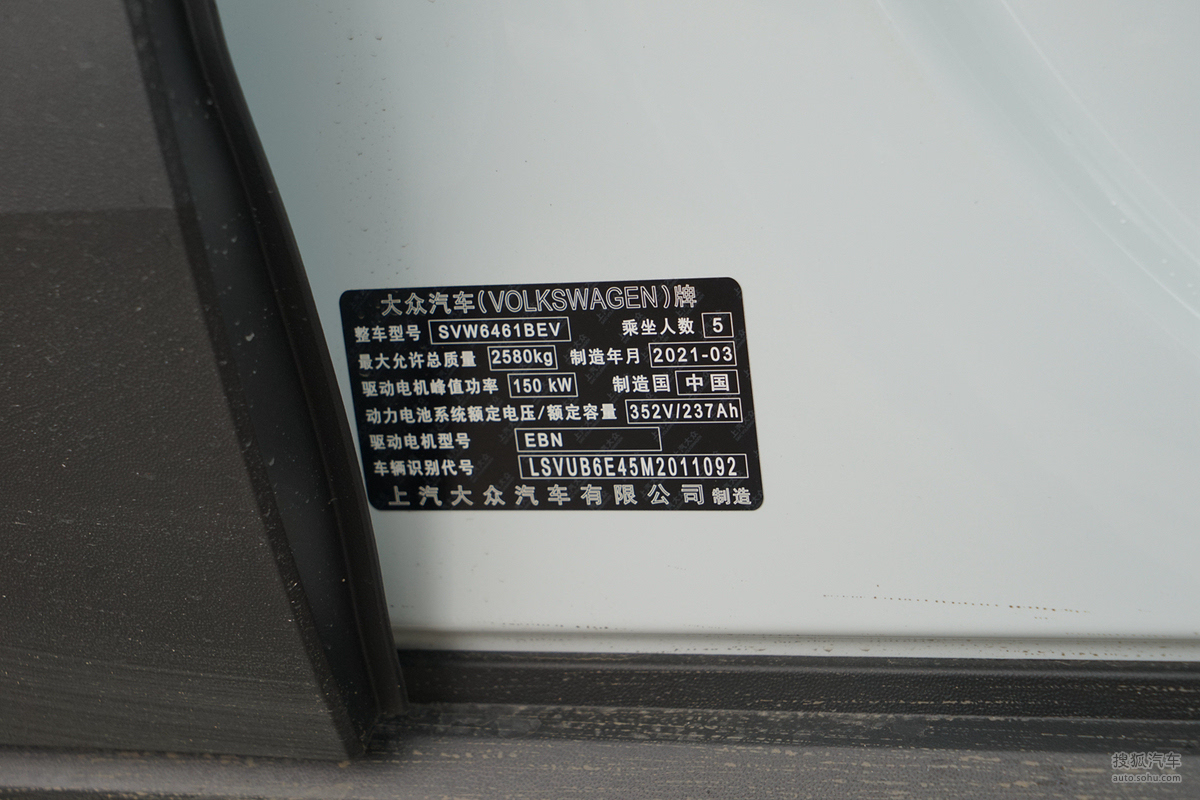 大众汽车(VOLKSWAGEN)牌
整车型号 SVW6461BEV 乘坐人数 5
最大允许总质量 2580kg 制造年月 2021-03
驱动电机峰值功率 150 kW 制造国 中国
动力电池系统额定电压/额定容量 352V/237Ah
驱动电机型号 EBN
车辆识别代号 LSVUB6E45M2011092
上汽大众汽车有限公司制造
搜狐汽车
auto.sohu.com